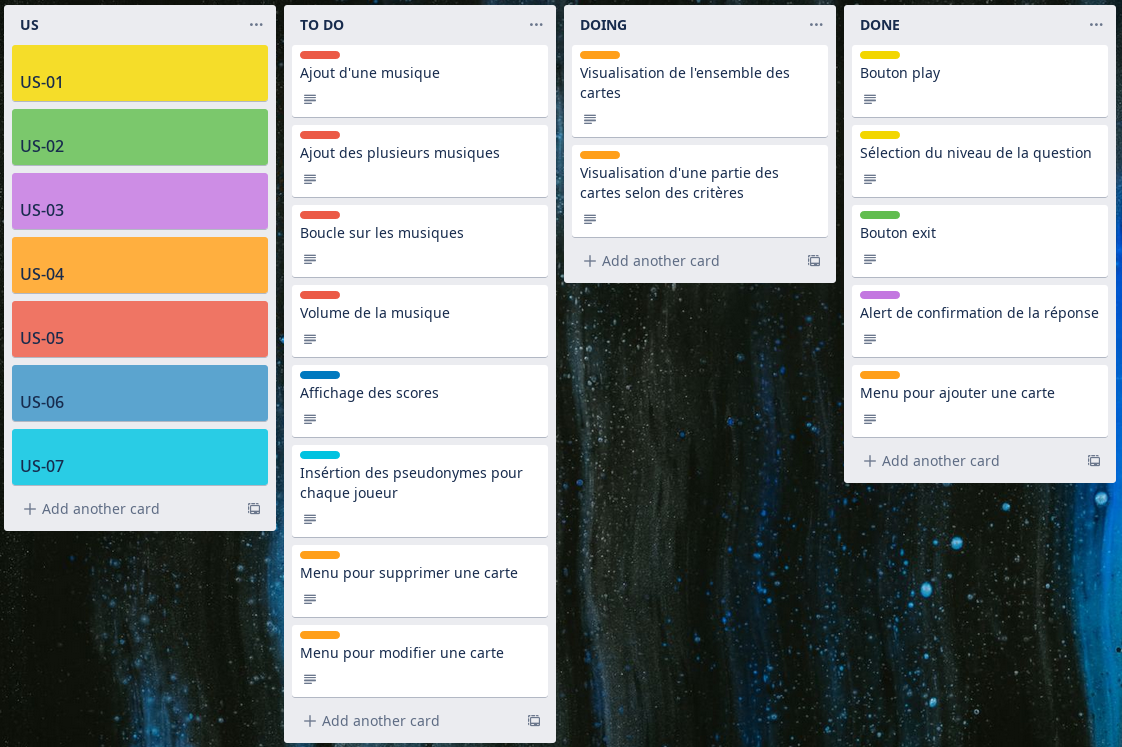 US
US-01
US-02
US-03
US-04
US-05
US-06
US-07
Add another card
TO DO
Ajout d'une musique
Ajout des plusieurs musiques
Boucle sur les musiques
Volume de la musique
Affichage des scores
Insértion des pseudonymes pour
chaque joueur
Menu pour supprimer une carte
Menu pour modifier une carte
Add another card
DOING
Visualisation de l'ensemble des
cartes
Visualisation d'une partie des
cartes selon des critères
Add another card
DONE
Bouton play
Sélection du niveau de la question
Bouton exit
Alert de confirmation de la réponse
Menu pour ajouter une carte
Add another card